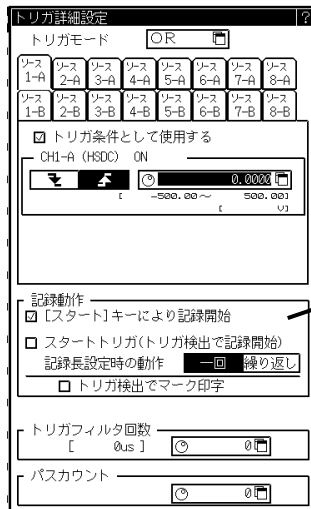 トリガ詳細設定 ?
トリガモード OR
ソース ソース ソース ソース ソース ソース ソース ソース
1-A 2-A 3-A 4-A 5-A 6-A 7-A 8-A
ソース ソース ソース ソース ソース ソース ソース ソース
1-B 2-B 3-B 4-B 5-B 6-B 7-B 8-B
トリガ条件として使用する
CH1-A (HSDC) ON
0.0000
[ -500.00～ 500.00]
[ V]
記録動作
[スタート]キーにより記録開始
スタートトリガ(トリガ検出で記録開始)
記録長設定時の動作 一回 繰り返し
トリガ検出でマーク印字
トリガフィルタ回数
[ 0us ] 0
パスカウント
0